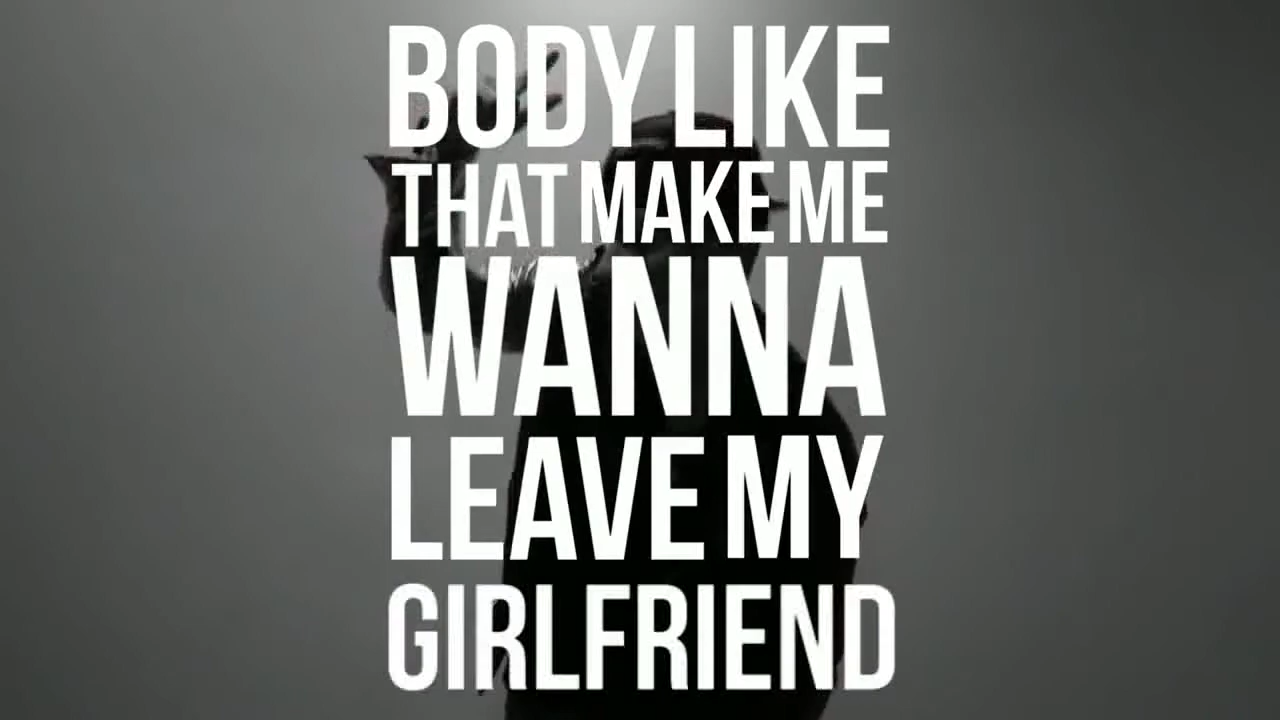 BODY LIKE
THAT MAKE ME
WANNA
LEAVE MY
GIRLFRIEND